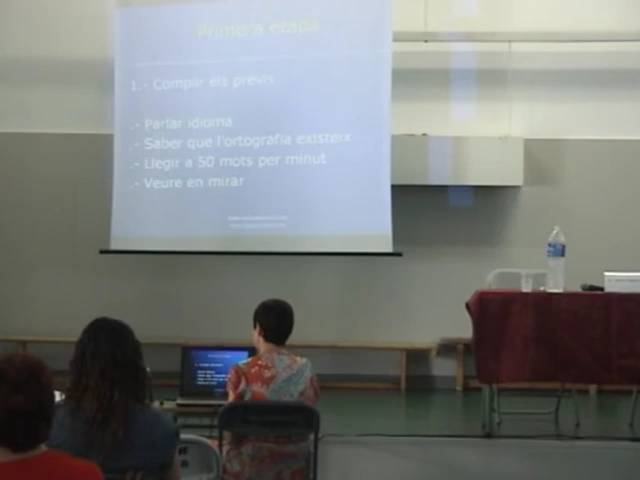 Primera etapa
1.- Complir els previs
.- Parlar idioma
.- Saber que l'ortografia existeix
.- Llegir a 50 mots per minut
.- Veure en mirar